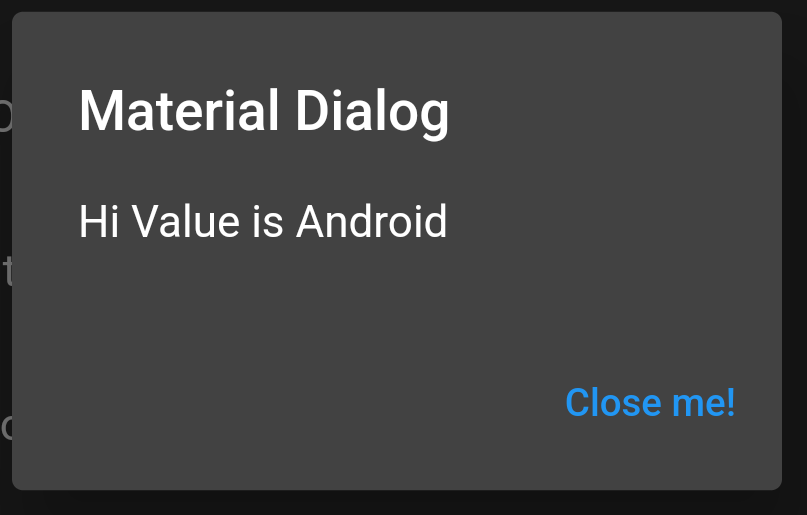 Material Dialog
Hi Value is Android
Close me!